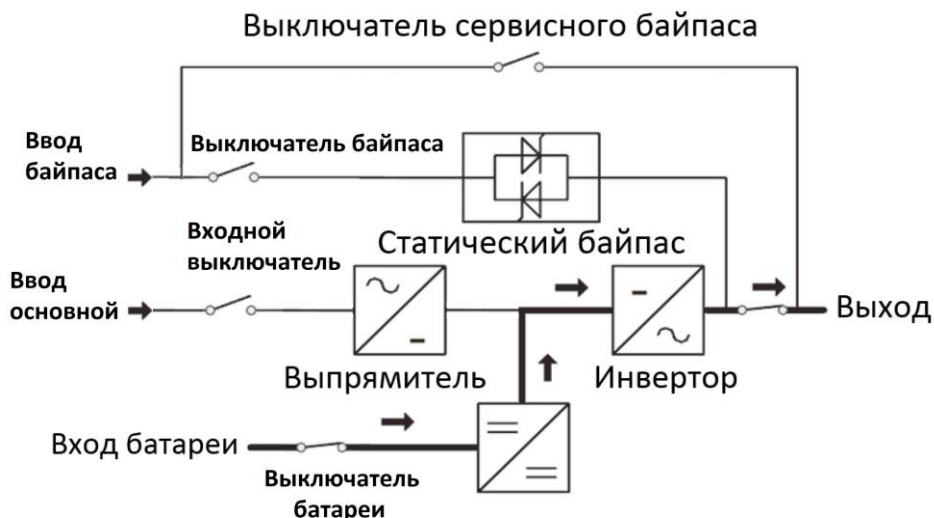 Выключатель сервисного байпаса
Ввод
байпаса
Выключатель байпаса
Статический байпас
Входной
выключатель
Ввод
основной
Выпрямитель
Инвертор
Выход
Вход батареи
Выключатель
батареи